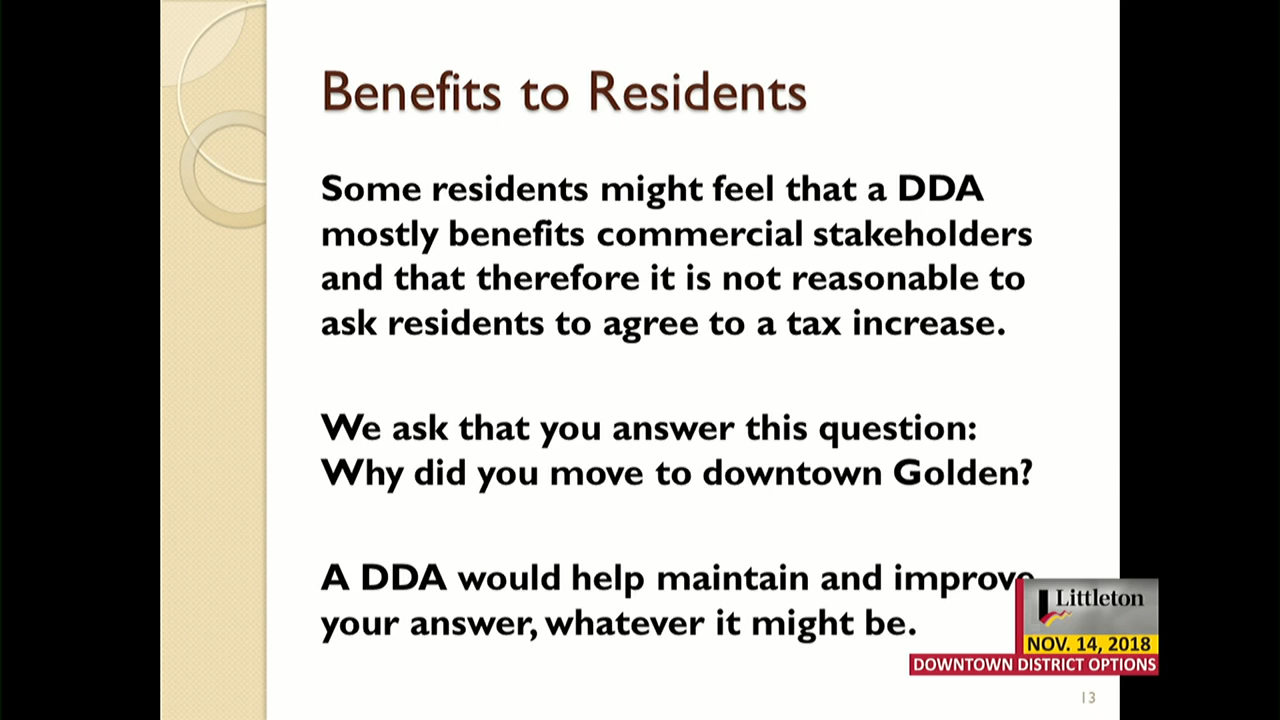 Benefits to Residents
Some residents might feel that a DDA
mostly benefits commercial stakeholders
and that therefore it is not reasonable to
ask residents to agree to a tax increase.
We ask that you answer this question:
Why did you move to downtown Golden?
A DDA would help maintain and improve
your answer, whatever it might be.
Littleton
NOV. 14, 2018
DOWNTOWN DISTRICT OPTIONS
13